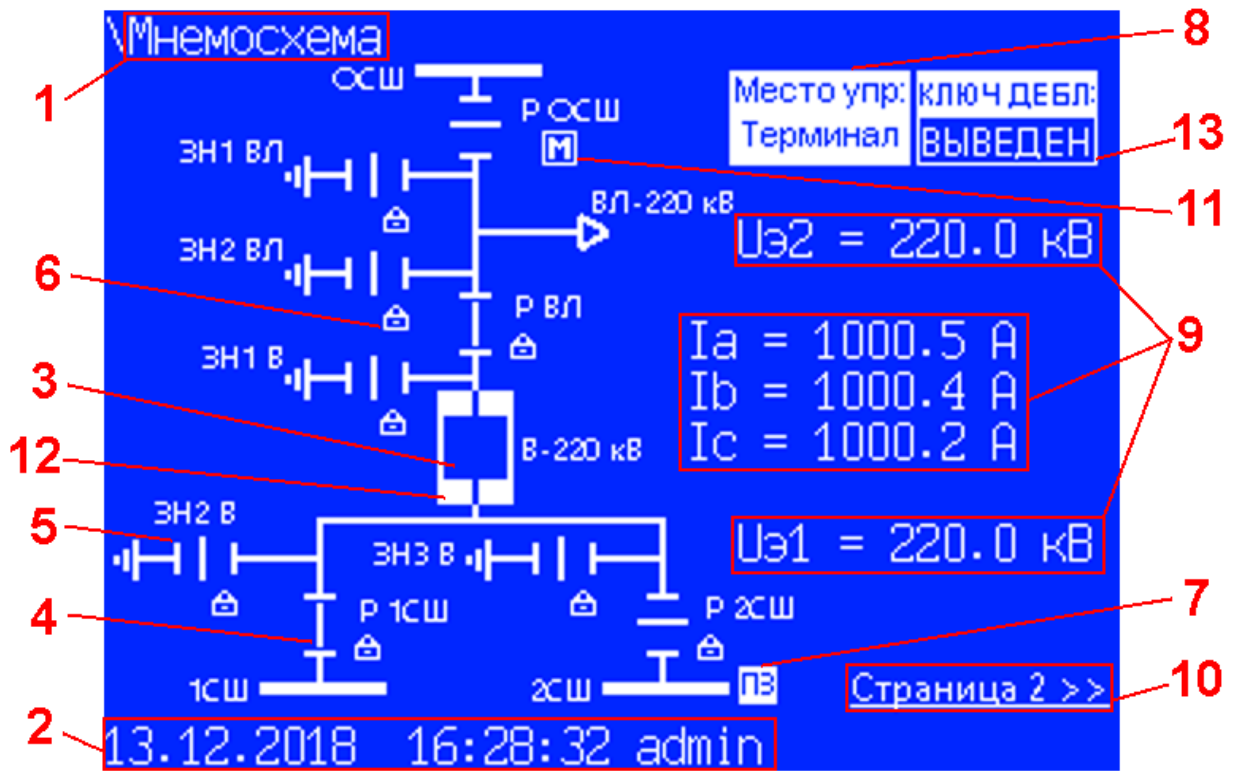 \Мнемосхема
8
1
ОСШ
Место упр:
Терминал
КЛЮЧ ДЕБЛ:
ВЫВЕДЕН
13
Р ОСШ
М
ЗН1 ВЛ
11
ВЛ-220 кВ
Uэ2 = 220.0 кВ
ЗН2 ВЛ
6
Р ВЛ
9
Ia = 1000.5 А
Ib = 1000.4 А
Ic = 1000.2 А
ЗН1 В
3
12
В-220 кВ
ЗН2 В
5
ЗН3 В
Uэ1 = 220.0 кВ
7
4
Р 1СШ
Р 2СШ
1СШ
2СШ
ПЗ
Страница 2 >>
10
2
13.12.2018 16:28:32 admin